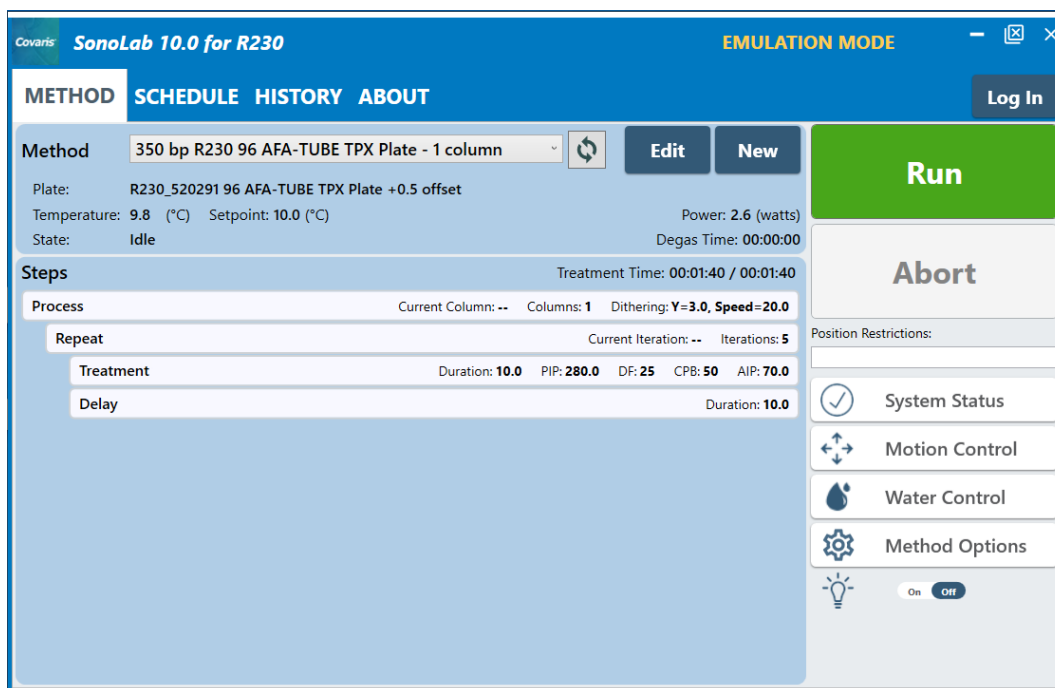 Covaris SonoLab 10.0 for R230 EMULATION MODE
METHOD SCHEDULE HISTORY ABOUT Log In
Method 350 bp R230 96 AFA-TUBE TPX Plate - 1 column Edit New
Plate: R230_520291 96 AFA-TUBE TPX Plate +0.5 offset
Temperature: 9.8 (°C) Setpoint: 10.0 (°C) Power: 2.6 (watts)
State: Idle Degas Time: 00:00:00
Run
Steps Treatment Time: 00:01:40 / 00:01:40
Abort
Process Current Column: -- Columns: 1 Dithering: Y=3.0, Speed=20.0
Repeat Current Iteration: -- Iterations: 5
Position Restrictions:
Treatment Duration: 10.0 PIP: 280.0 DF: 25 CPB: 50 AIP: 70.0
Delay Duration: 10.0
System Status
Motion Control
Water Control
Method Options
On Off